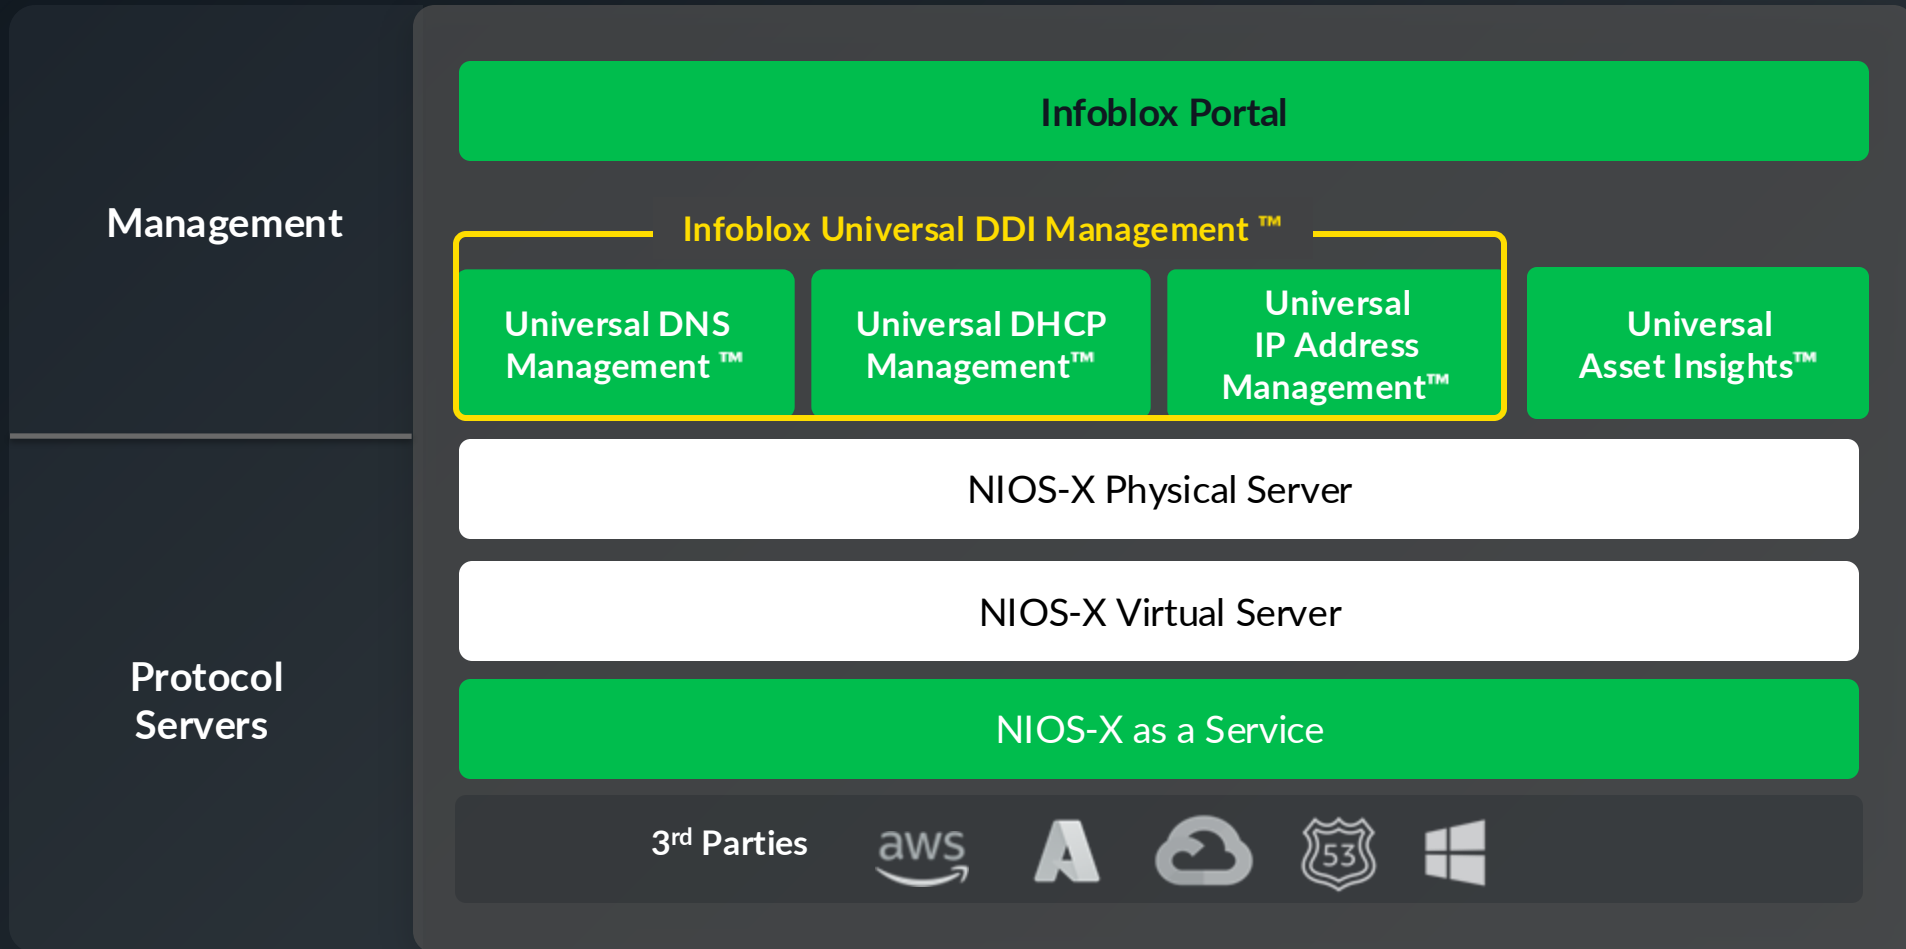 Management
Infoblox Portal
Infoblox Universal DDI Management ™
Universal DNS
Management ™
Universal DHCP
Management™
Universal
IP Address
Management™
Universal
Asset Insights™
Protocol
Servers
NIOS-X Physical Server
NIOS-X Virtual Server
NIOS-X as a Service
3rd Parties
aws
53